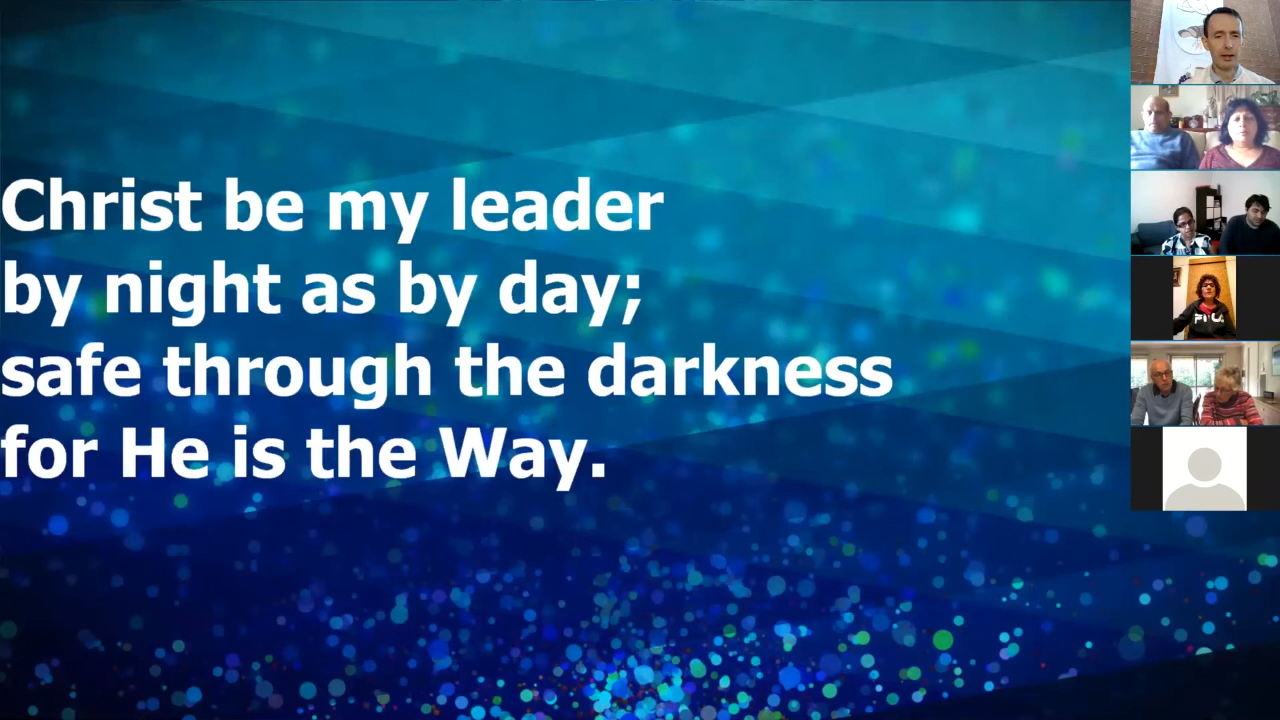 Christ be my leader
by night as by day;
safe through the darkness
for He is the Way.